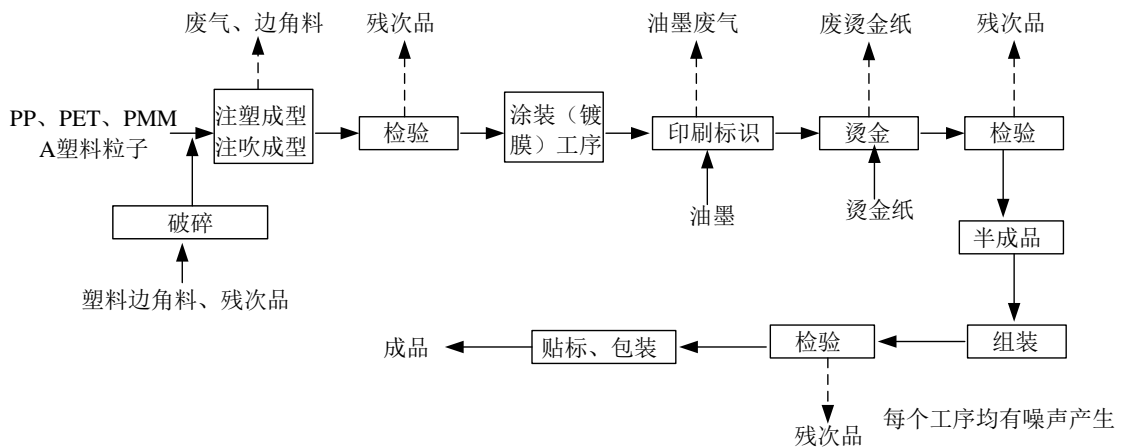 废气、边角料
残次品
油墨废气
废烫金纸
残次品
PP、PET、PMM
A塑料粒子
注塑成型
注吹成型
检验
涂装（镀
膜）工序
印刷标识
烫金
检验
油墨
烫金纸
破碎
半成品
塑料边角料、残次品
成品
贴标、包装
检验
组装
每个工序均有噪声产生
残次品